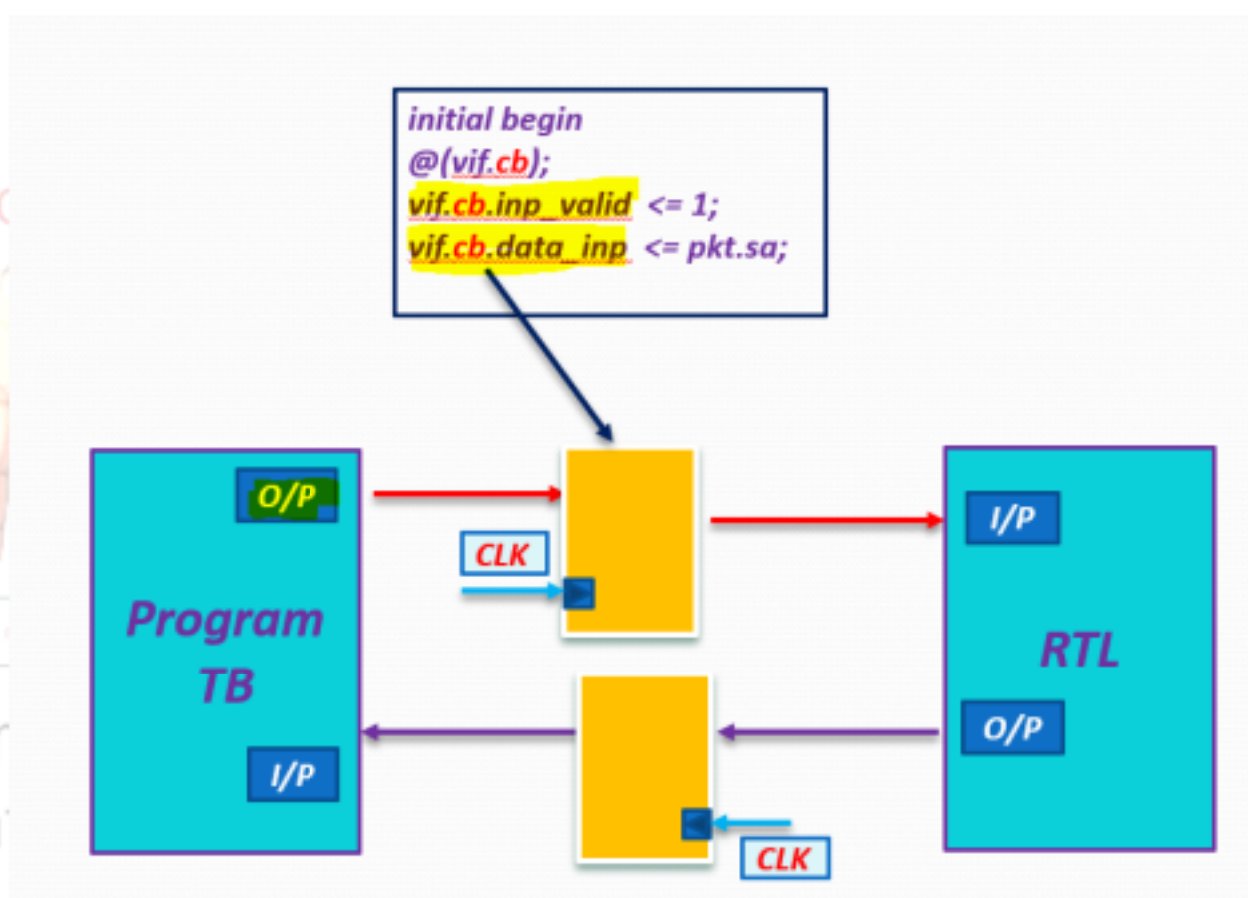 initial begin
@(vif.cb);
vif.cb.inp_valid <= 1;
vif.cb.data_inp <= pkt.sa;
O/P
I/P
CLK
Program
TB
RTL
O/P
I/P
CLK